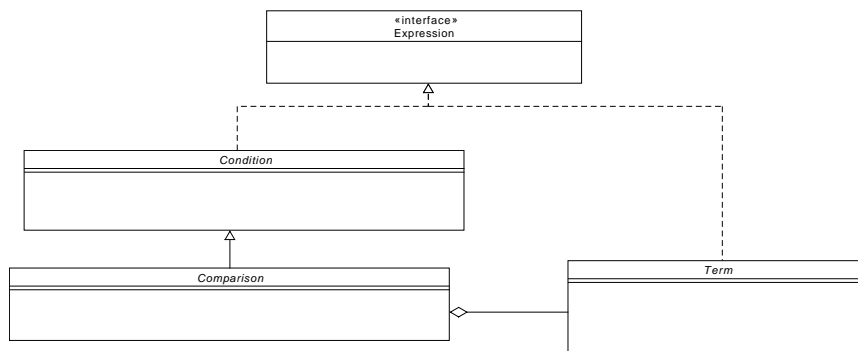 «interface»
Expression
Condition
Comparison
Term